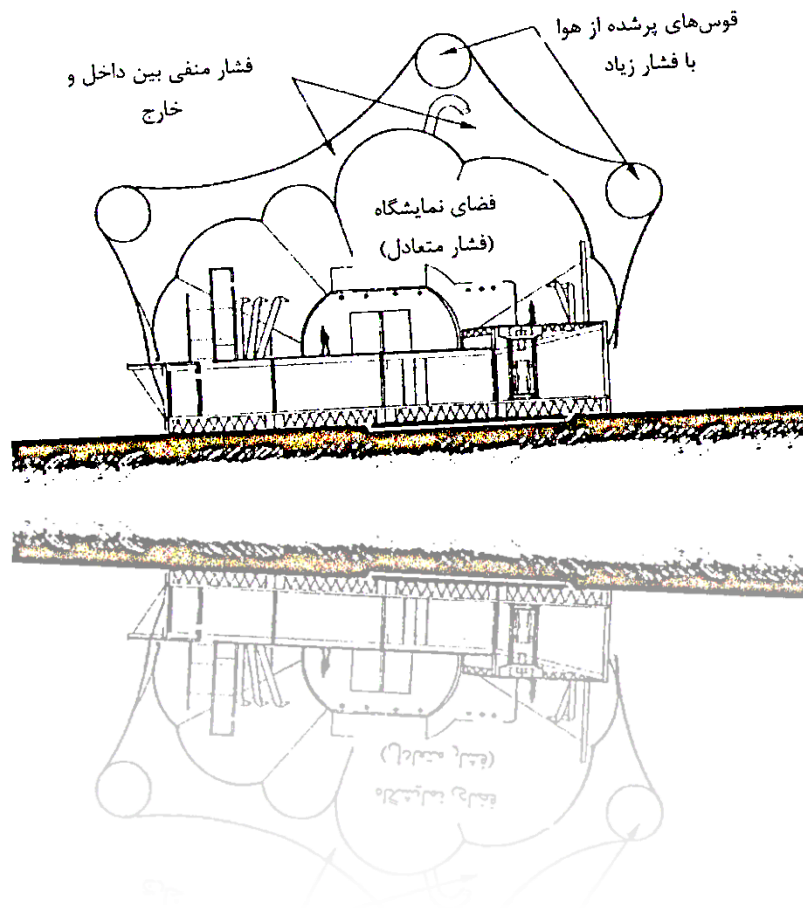 قوس‌های پرشده از هوا
با فشار زیاد
فشار منفی بین داخل و
خارج
فضای نمایشگاه
(فشار متعادل)